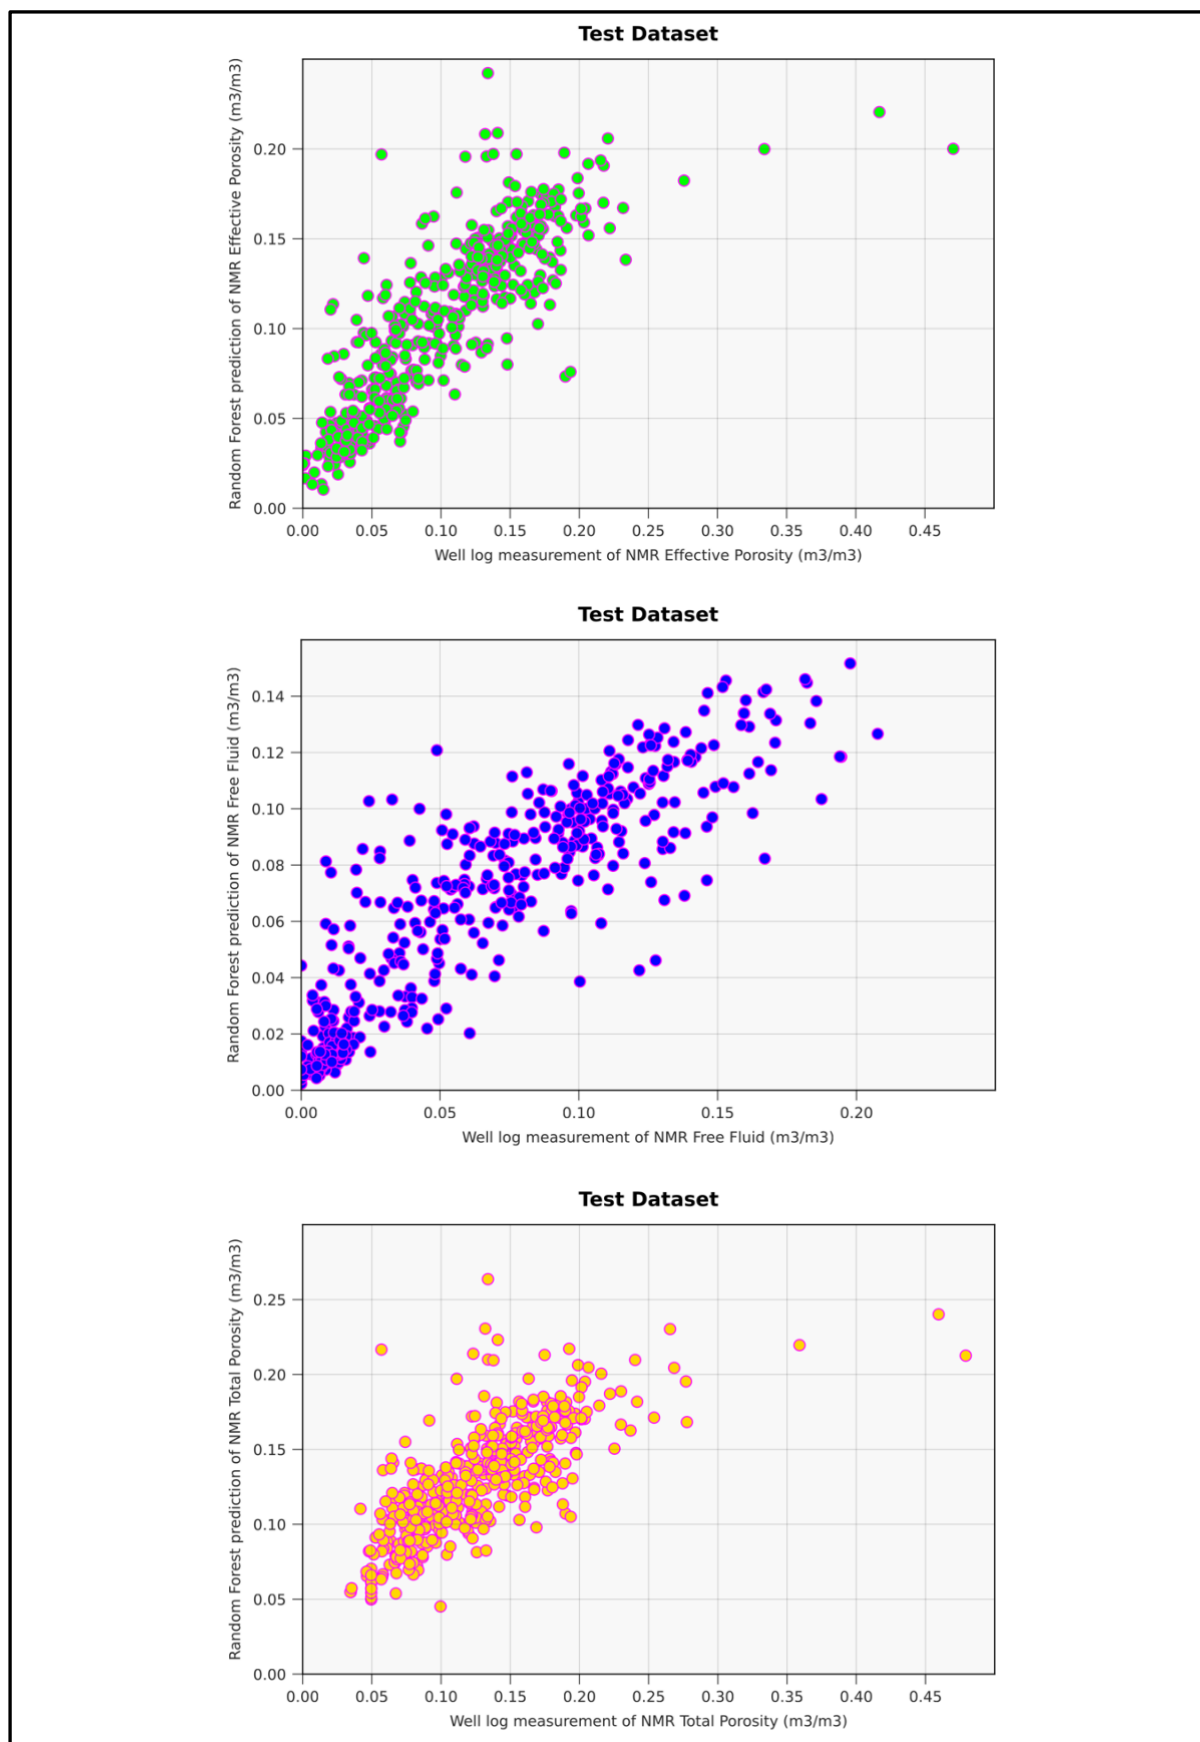 Test Dataset
Random Forest prediction of NMR Effective Porosity (m3/m3)
0.20
0.15
0.10
0.05
0.00
0.00 0.05 0.10 0.15 0.20 0.25 0.30 0.35 0.40 0.45
Well log measurement of NMR Effective Porosity (m3/m3)
Test Dataset
Random Forest prediction of NMR Free Fluid (m3/m3)
0.14
0.12
0.10
0.08
0.06
0.04
0.02
0.00
0.00 0.05 0.10 0.15 0.20
Well log measurement of NMR Free Fluid (m3/m3)
Test Dataset
Random Forest prediction of NMR Total Porosity (m3/m3)
0.25
0.20
0.15
0.10
0.05
0.00
0.00 0.05 0.10 0.15 0.20 0.25 0.30 0.35 0.40 0.45
Well log measurement of NMR Total Porosity (m3/m3)